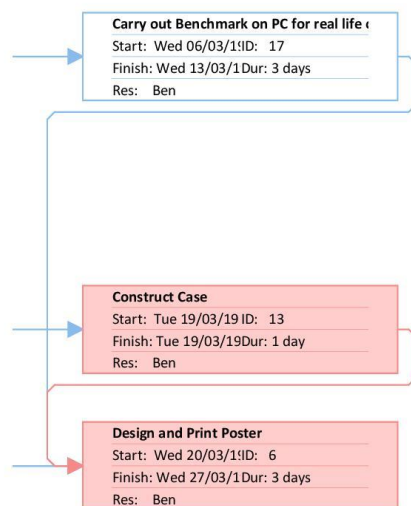 Carry out Benchmark on PC for real life
Start: Wed 06/03/1 ID: 17
Finish: Wed 13/03/1 Dur: 3 days
Res: Ben
Construct Case
Start: Tue 19/03/19 ID: 13
Finish: Tue 19/03/19 Dur: 1 day
Res: Ben
Design and Print Poster
Start: Wed 20/03/1 ID: 6
Finish: Wed 27/03/1 Dur: 3 days
Res: Ben